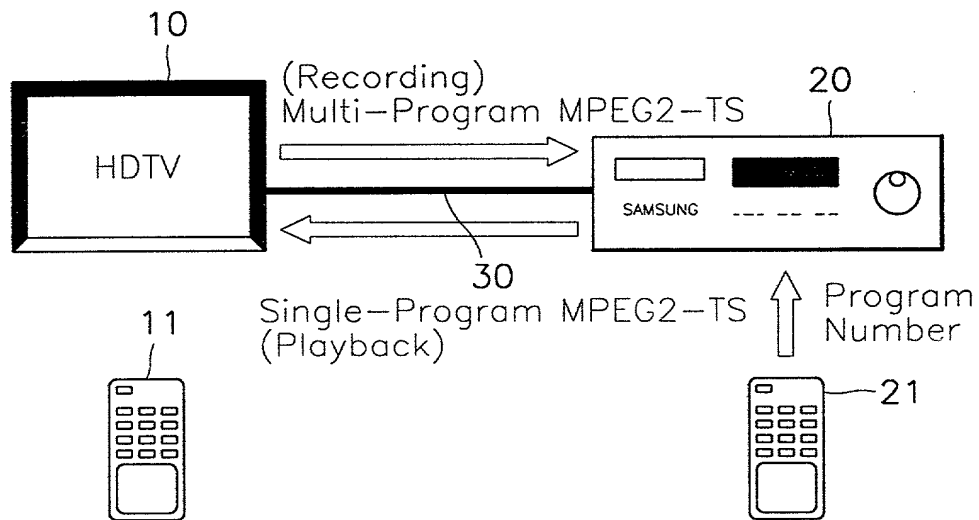 10
(Recording)
Multi-Program MPEG2-TS
20
HDTV
SAMSUNG
30
Single-Program MPEG2-TS
(Playback)
Program
Number
11
21